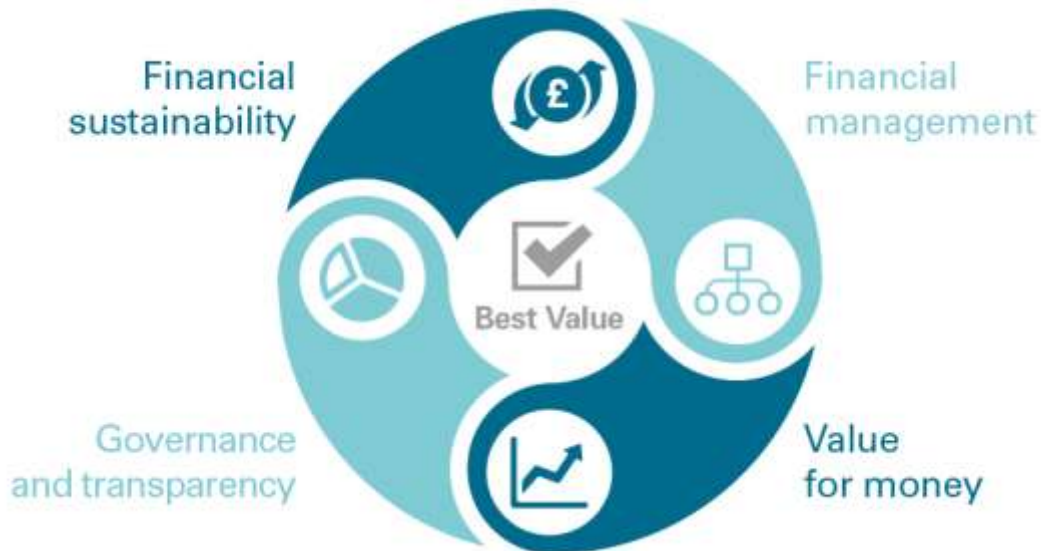 Financial
sustainability
£
Financial
management
Best Value
Governance
and transparency
Value
for money